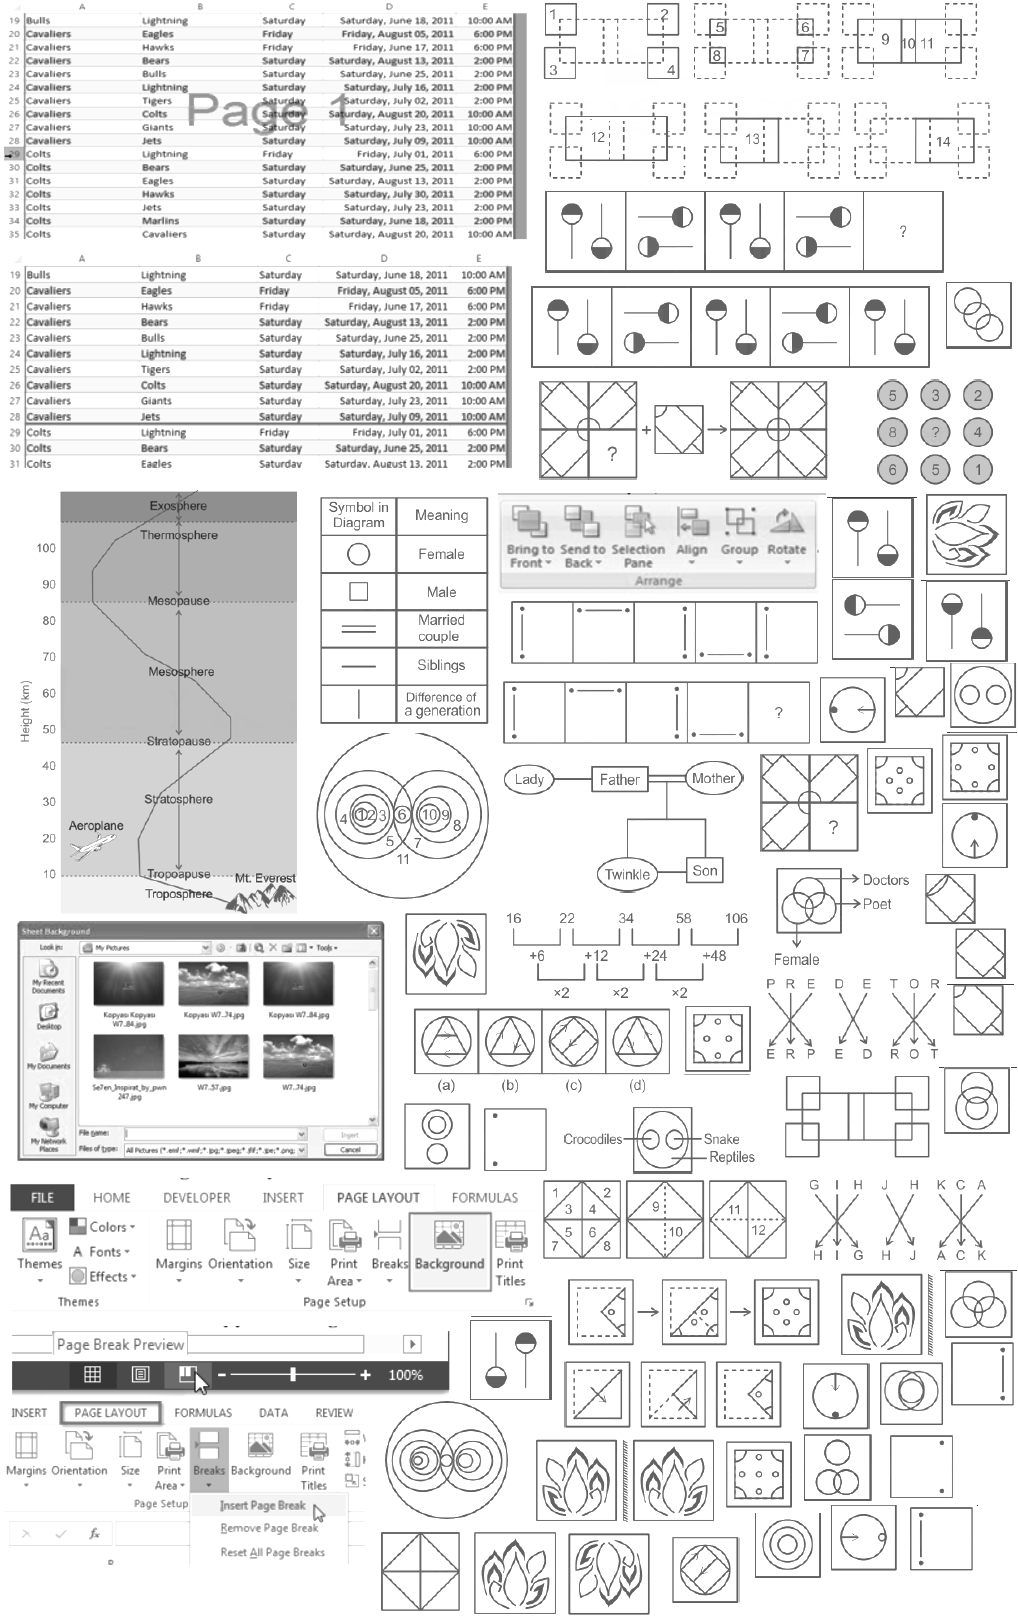 A B C D E
19 Bulls Lightning Saturday Saturday, June 18, 2011 10:00 AM
20 Cavaliers Eagles Friday Friday, August 05, 2011 6:00 PM
21 Cavaliers Hawks Friday Friday, June 17, 2011 6:00 PM
22 Cavaliers Bears Saturday Saturday, August 13, 2011 2:00 PM
23 Cavaliers Bulls Saturday Saturday, June 25, 2011 2:00 PM
24 Cavaliers Lightning Saturday Saturday, July 16, 2011 2:00 PM
25 Cavaliers Tigers Saturday Saturday, July 02, 2011 2:00 PM
26 Cavaliers Colts Saturday Saturday, August 20, 2011 10:00 AM
27 Cavaliers Giants Saturday Saturday, July 23, 2011 10:00 AM
28 Cavaliers Jets Saturday Saturday, July 09, 2011 10:00 AM
29 Colts Lightning Friday Friday, July 01, 2011 6:00 PM
30 Colts Bears Saturday Saturday, June 25, 2011 2:00 PM
31 Colts Eagles Saturday Saturday, August 13, 2011 2:00 PM
32 Colts Hawks Saturday Saturday, July 30, 2011 2:00 PM
33 Colts Jets Saturday Saturday, July 23, 2011 2:00 PM
34 Colts Marlins Saturday Saturday, June 18, 2011 2:00 PM
35 Colts Cavaliers Saturday Saturday, August 20, 2011 10:00 AM
Page 1
1 2
3 4
5 6
8 7
9 10 11
12
13
14
?
A B C D E
19 Bulls Lightning Saturday Saturday, June 18, 2011 10:00 AM
20 Cavaliers Eagles Friday Friday, August 05, 2011 6:00 PM
21 Cavaliers Hawks Friday Friday, June 17, 2011 6:00 PM
22 Cavaliers Bears Saturday Saturday, August 13, 2011 2:00 PM
23 Cavaliers Bulls Saturday Saturday, June 25, 2011 2:00 PM
24 Cavaliers Lightning Saturday Saturday, July 16, 2011 2:00 PM
25 Cavaliers Tigers Saturday Saturday, July 02, 2011 2:00 PM
26 Cavaliers Colts Saturday Saturday, August 20, 2011 10:00 AM
27 Cavaliers Giants Saturday Saturday, July 23, 2011 10:00 AM
28 Cavaliers Jets Saturday Saturday, July 09, 2011 10:00 AM
29 Colts Lightning Friday Friday, July 01, 2011 6:00 PM
30 Colts Bears Saturday Saturday, June 25, 2011 2:00 PM
31 Colts Eagles Saturday Saturday, August 13, 2011 2:00 PM
? +
5 3 2
8 ? 4
6 5 1
Exosphere
Thermosphere
100
90
Mesopause
80
70
Mesosphere
60
50
Stratopause
40
Stratosphere
30
20
Aeroplane
10
Tropoapuse
Mt. Everest
Troposphere
Height (km)
Symbol in Diagram Meaning
Female
Male
Married couple
Siblings
Difference of a generation
Bring to Front
Send to Back
Selection Pane
Align
Group
Rotate
Arrange
?
4 1 2 3 6 10 9 8
5 7
11
Lady Father Mother
Twinkle Son
?
Doctors
Poet
Female
Sheet Background
Look in: My Pictures Tools
My Recent Documents
Desktop
My Documents
My Computer
My Network Places
Kopyası Kopyası W7..84.jpg
Kopyası W7..74.jpg
Kopyası W7..84.jpg
Se7en_Inspirat_by_pwn 247.jpg
W7..57.jpg
W7..74.jpg
File name:
Files of type: All Pictures (*.emf;*.wmf;*.jpg;*.jpeg;*.jfif;*.jpe;*.png;
Insert
Cancel
16 22 34 58 106
+6 +12 +24 +48
×2 ×2 ×2
(a) (b) (c) (d)
P R E D E T O R
E R P E D R O T
Crocodiles Snake
Reptiles
FILE HOME DEVELOPER INSERT PAGE LAYOUT FORMULAS
Aa Colors
A Fonts
Effects
Themes
Margins Orientation Size Print Area Breaks Background Print Titles
Themes Page Setup
1 2
3 4
5 6
7 8
9
10
11
12
G I H J H K C A
H I G H J A C K
Page Break Preview
- + 100%
INSERT PAGE LAYOUT FORMULAS DATA REVIEW
Margins Orientation Size Print Area Breaks Background Print Titles
Page Setup
Insert Page Break
Remove Page Break
Reset All Page Breaks
fx